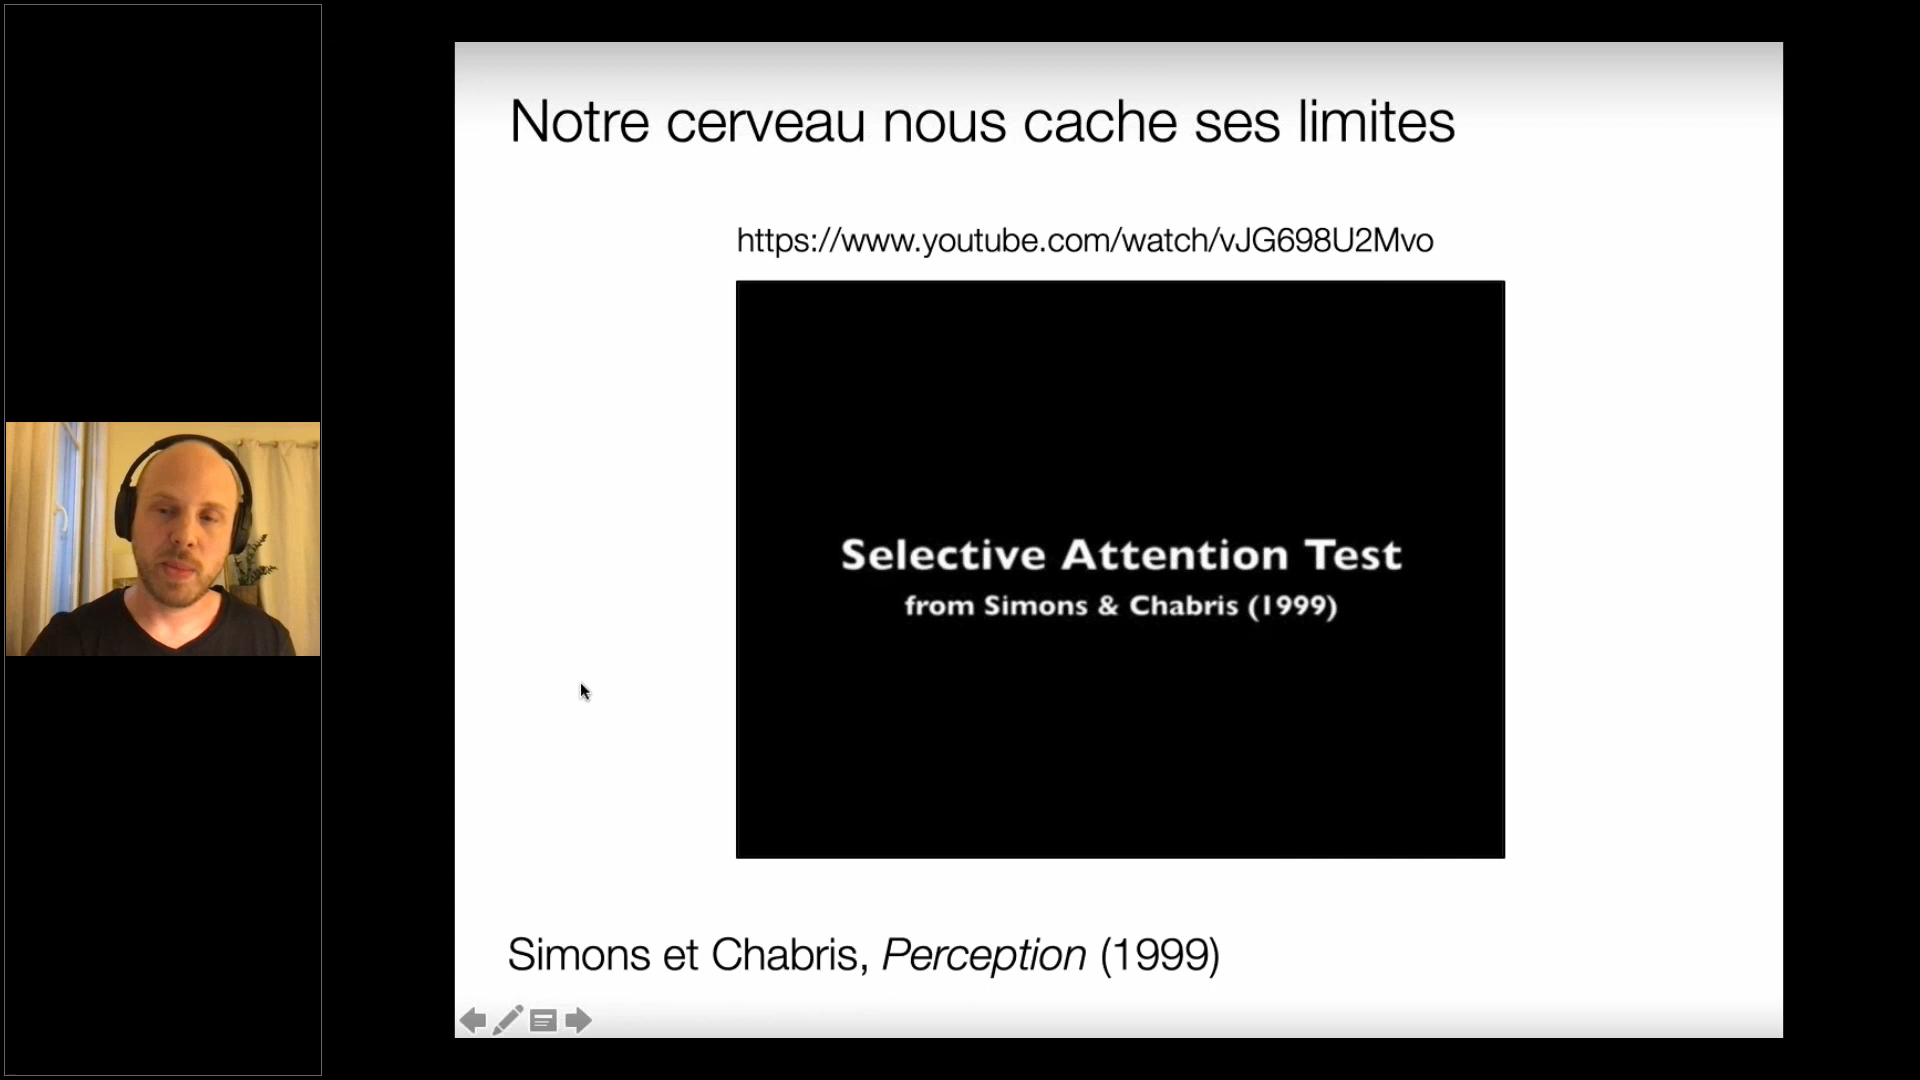 Notre cerveau nous cache ses limites
https://www.youtube.com/watch/vJG698U2Mvo
Selective Attention Test
from Simons & Chabris (1999)
Simons et Chabris, Perception (1999)